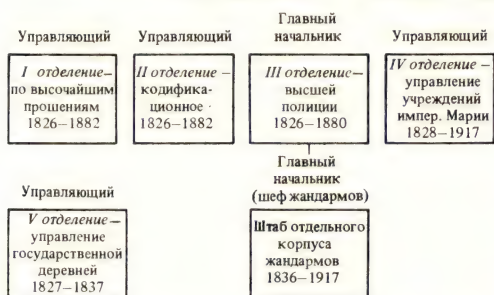 Управляющий
I отделение—
по высочайшим
прошениям
1826—1882
Управляющий
II отделение —
кодифика-
ционное
1826—1882
Главный
начальник
III отделение—
высшей
полиции
1826—1880
Управляющий
IV отделение —
управление
учреждений
импер. Марии
1828—1917
Управляющий
V отделение—
управление
государственной
деревней
1827—1837
Главный
начальник
(шеф жандармов)
Штаб отдельного
корпуса
жандармов
1836—1917